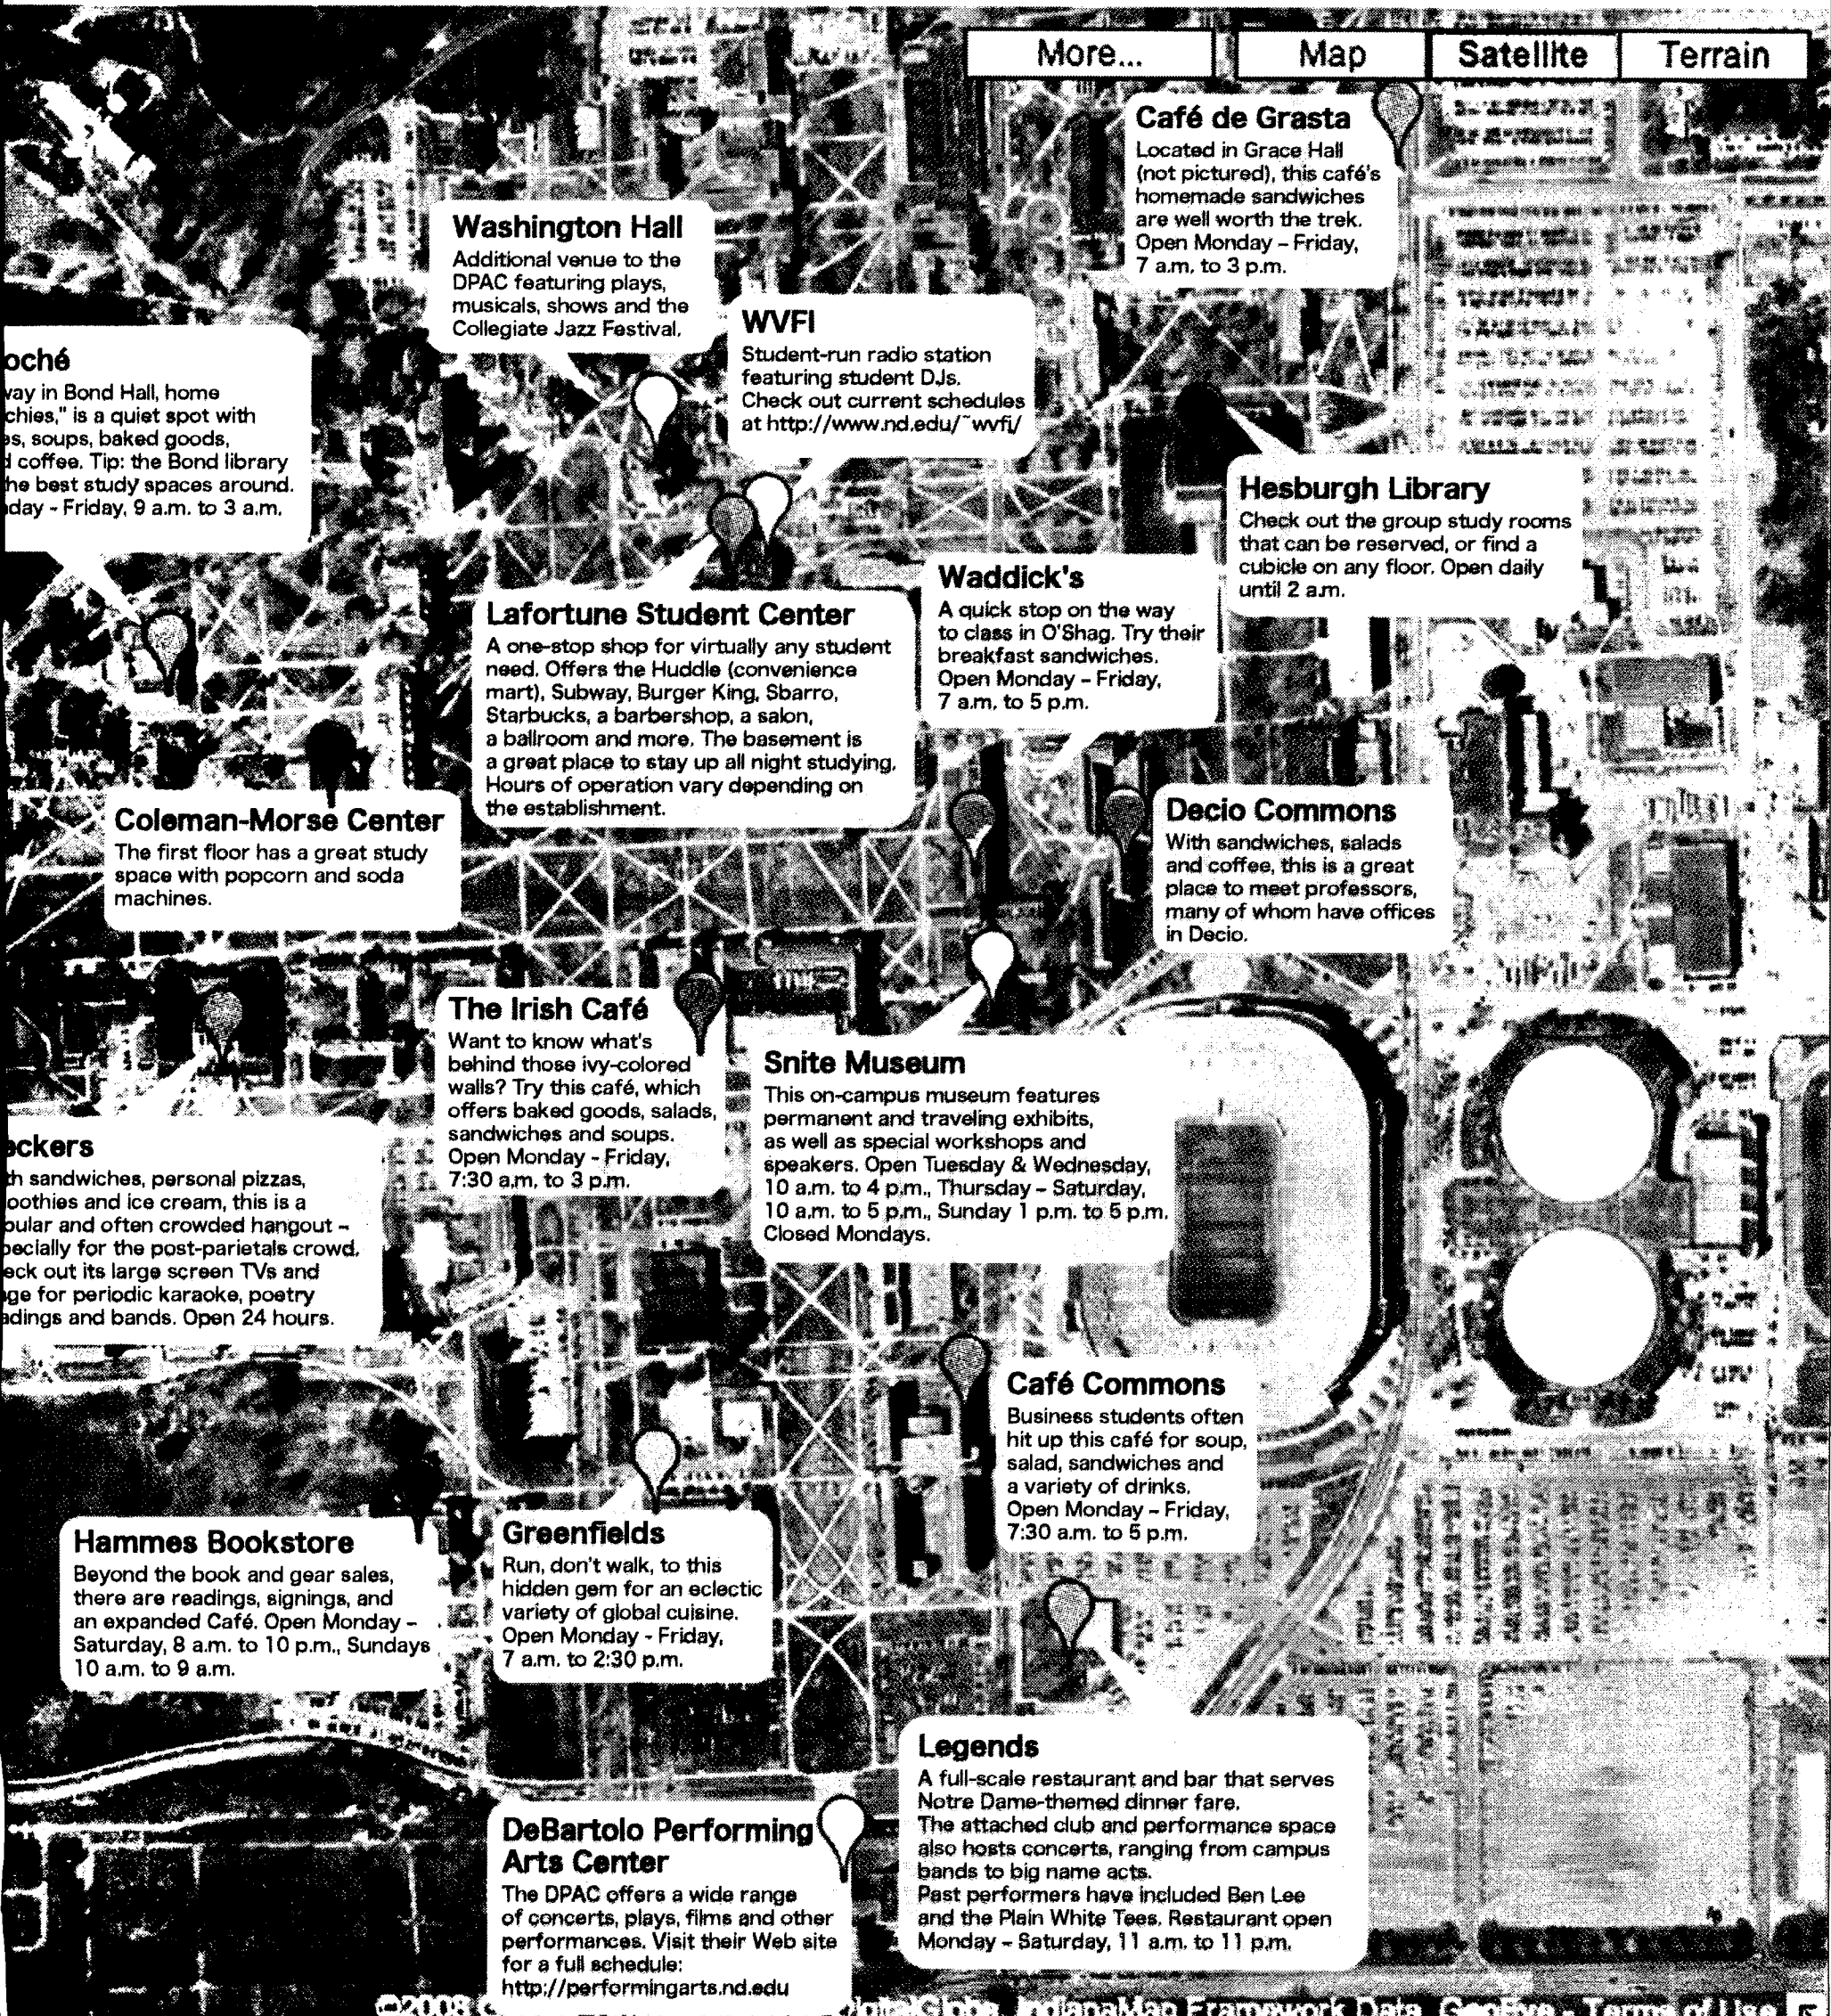 More...
Map
Satellite
Terrain
Café de Grasta
Located in Grace Hall
(not pictured), this café's
homemade sandwiches
are well worth the trek.
Open Monday – Friday,
7 a.m. to 3 p.m.
Washington Hall
Additional venue to the
DPAC featuring plays,
musicals, shows and the
Collegiate Jazz Festival.
WVFI
Student-run radio station
featuring student DJs.
Check out current schedules
at http://www.nd.edu/~wvfi/
oché
way in Bond Hall, home
chies," is a quiet spot with
es, soups, baked goods,
d coffee. Tip: the Bond library
he best study spaces around.
day - Friday, 9 a.m. to 3 a.m.
Hesburgh Library
Check out the group study rooms
that can be reserved, or find a
cubicle on any floor. Open daily
until 2 a.m.
Waddick's
A quick stop on the way
to class in O'Shag. Try their
breakfast sandwiches.
Open Monday – Friday,
7 a.m. to 5 p.m.
Lafortune Student Center
A one-stop shop for virtually any student
need. Offers the Huddle (convenience
mart), Subway, Burger King, Sbarro,
Starbucks, a barbershop, a salon,
a ballroom and more. The basement is
a great place to stay up all night studying.
Hours of operation vary depending on
the establishment.
Coleman-Morse Center
The first floor has a great study
space with popcorn and soda
machines.
Decio Commons
With sandwiches, salads
and coffee, this is a great
place to meet professors,
many of whom have offices
in Decio.
The Irish Café
Want to know what's
behind those ivy-colored
walls? Try this café, which
offers baked goods, salads,
sandwiches and soups.
Open Monday - Friday,
7:30 a.m. to 3 p.m.
Snite Museum
This on-campus museum features
permanent and traveling exhibits,
as well as special workshops and
speakers. Open Tuesday & Wednesday,
10 a.m. to 4 p.m., Thursday – Saturday,
10 a.m. to 5 p.m., Sunday 1 p.m. to 5 p.m.
Closed Mondays.
eckers
th sandwiches, personal pizzas,
oothies and ice cream, this is a
pular and often crowded hangout –
pecially for the post-parietals crowd.
eck out its large screen TVs and
ge for periodic karaoke, poetry
adings and bands. Open 24 hours.
Café Commons
Business students often
hit up this café for soup,
salad, sandwiches and
a variety of drinks.
Open Monday – Friday,
7:30 a.m. to 5 p.m.
Hammes Bookstore
Beyond the book and gear sales,
there are readings, signings, and
an expanded Café. Open Monday –
Saturday, 8 a.m. to 10 p.m., Sundays
10 a.m. to 9 a.m.
Greenfields
Run, don't walk, to this
hidden gem for an eclectic
variety of global cuisine.
Open Monday - Friday,
7 a.m. to 2:30 p.m.
Legends
A full-scale restaurant and bar that serves
Notre Dame-themed dinner fare.
The attached club and performance space
also hosts concerts, ranging from campus
bands to big name acts.
Past performers have included Ben Lee
and the Plain White Tees. Restaurant open
Monday – Saturday, 11 a.m. to 11 p.m.
DeBartolo Performing
Arts Center
The DPAC offers a wide range
of concerts, plays, films and other
performances. Visit their Web site
for a full schedule:
http://performingarts.nd.edu
©2008 DigitalGlobe, IndianaMap Framework Data, GeoEye - Terms of Use